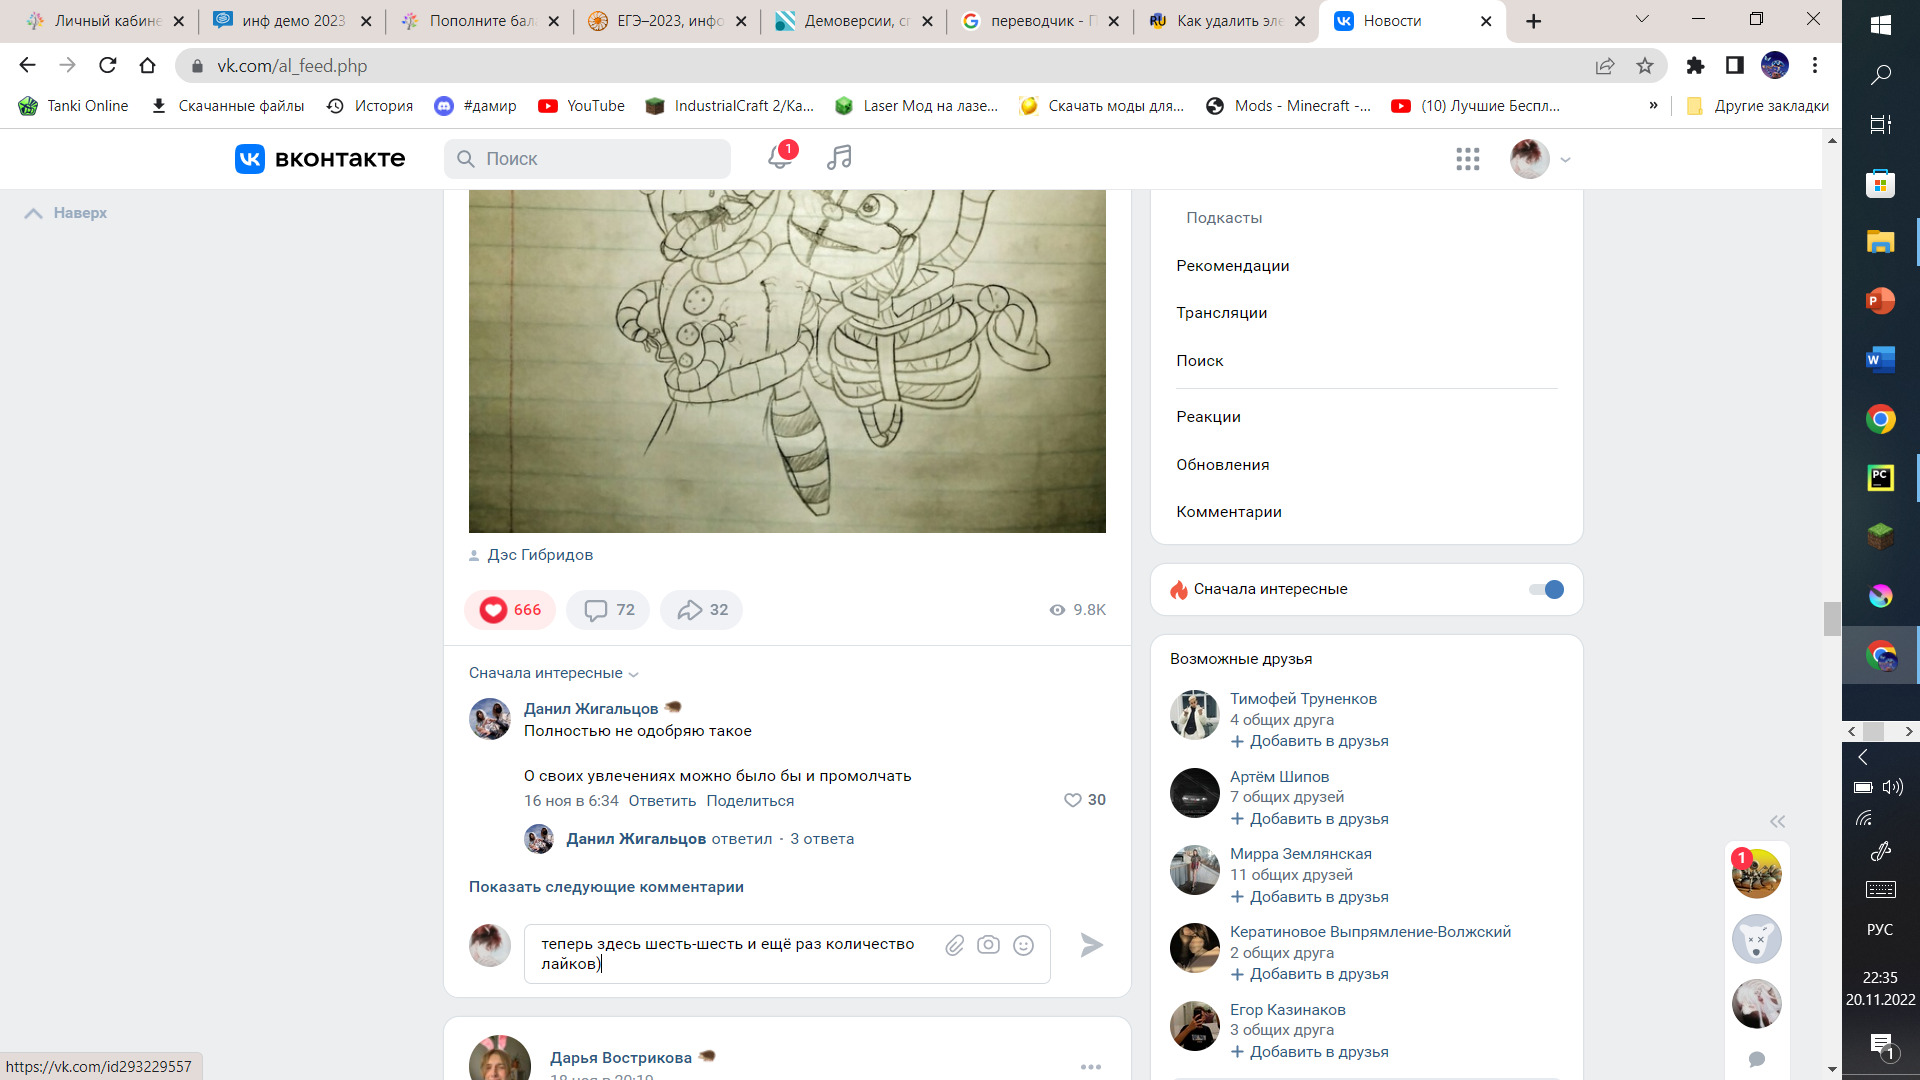 Личный кабине
инф демо 2023
Пополните бал
ЕГЭ–2023, инфо
Демоверсии, сп
переводчик - П
Как удалить эле
Новости
vk.com/al_feed.php
Tanki Online
Скачанные файлы
История
#дамир
YouTube
IndustrialCraft 2/Ка...
Laser Мод на лазе...
Скачать моды для...
Mods - Minecraft -...
(10) Лучшие Беспл...
»
Другие закладки
вконтакте
Поиск
1
Наверх
Подкасты
Рекомендации
Трансляции
Поиск
Реакции
Обновления
Комментарии
Дэс Гибридов
666
72
32
9.8K
Сначала интересные
Данил Жигальцов
Полностью не одобряю такое
О своих увлечениях можно было бы и промолчать
16 ноя в 6:34 Ответить Поделиться
30
Данил Жигальцов ответил · 3 ответа
Показать следующие комментарии
теперь здесь шесть-шесть и ещё раз количество
лайков)
Дарья Вострикова
Сначала интересные
Возможные друзья
Тимофей Труненков
4 общих друга
+ Добавить в друзья
Артём Шипов
7 общих друзей
+ Добавить в друзья
Мирра Землянская
11 общих друзей
+ Добавить в друзья
Кератиновое Выпрямление-Волжский
2 общих друга
+ Добавить в друзья
Егор Казинаков
3 общих друга
+ Добавить в друзья
1
https://vk.com/id293229557
P
W
PC
РУС
22:35
20.11.2022
1